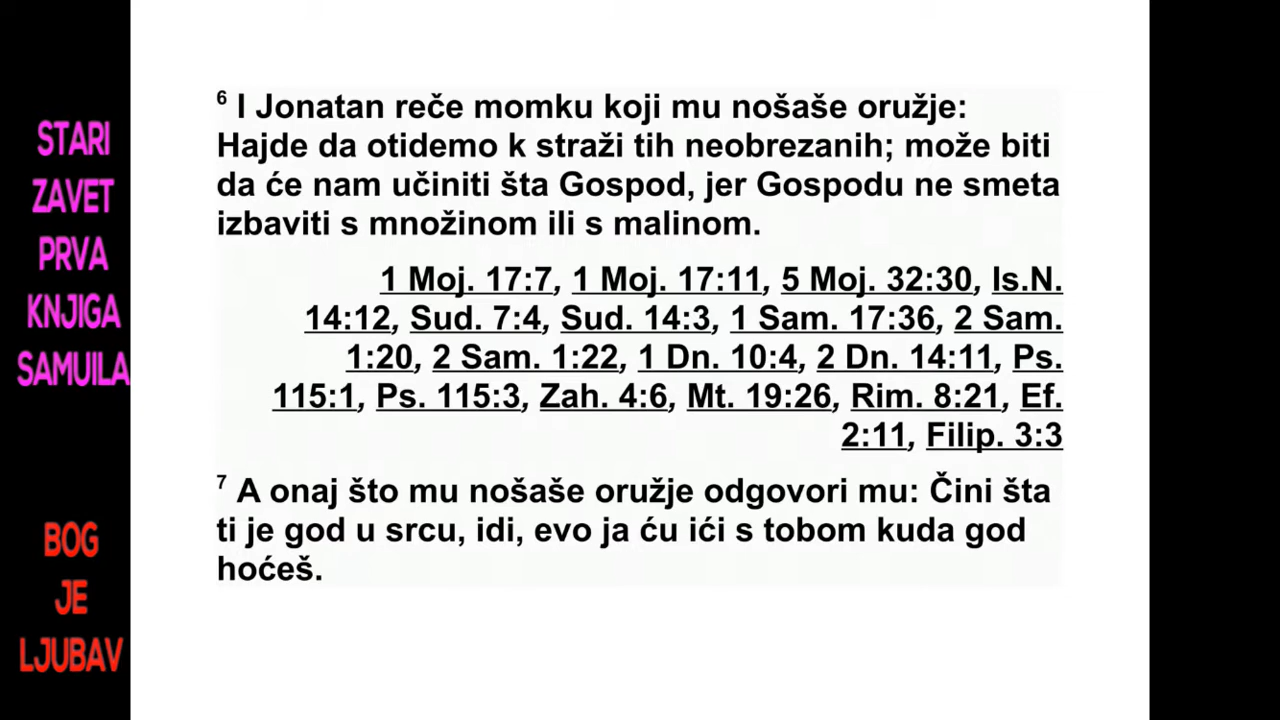 STARI
ZAVET
PRVA
KNJIGA
SAMUILA
BOG
JE
LJUBAV
6 I Jonatan reče momku koji mu nošaše oružje:
Hajde da otidemo k straži tih neobrezanih; može biti
da će nam učiniti šta Gospod, jer Gospodu ne smeta
izbaviti s množinom ili s malinom.
1 Moj. 17:7, 1 Moj. 17:11, 5 Moj. 32:30, Is.N.
14:12, Sud. 7:4, Sud. 14:3, 1 Sam. 17:36, 2 Sam.
1:20, 2 Sam. 1:22, 1 Dn. 10:4, 2 Dn. 14:11, Ps.
115:1, Ps. 115:3, Zah. 4:6, Mt. 19:26, Rim. 8:21, Ef.
2:11, Filip. 3:3
7 A onaj što mu nošaše oružje odgovori mu: Čini šta
ti je god u srcu, idi, evo ja ću ići s tobom kuda god
hoćeš.